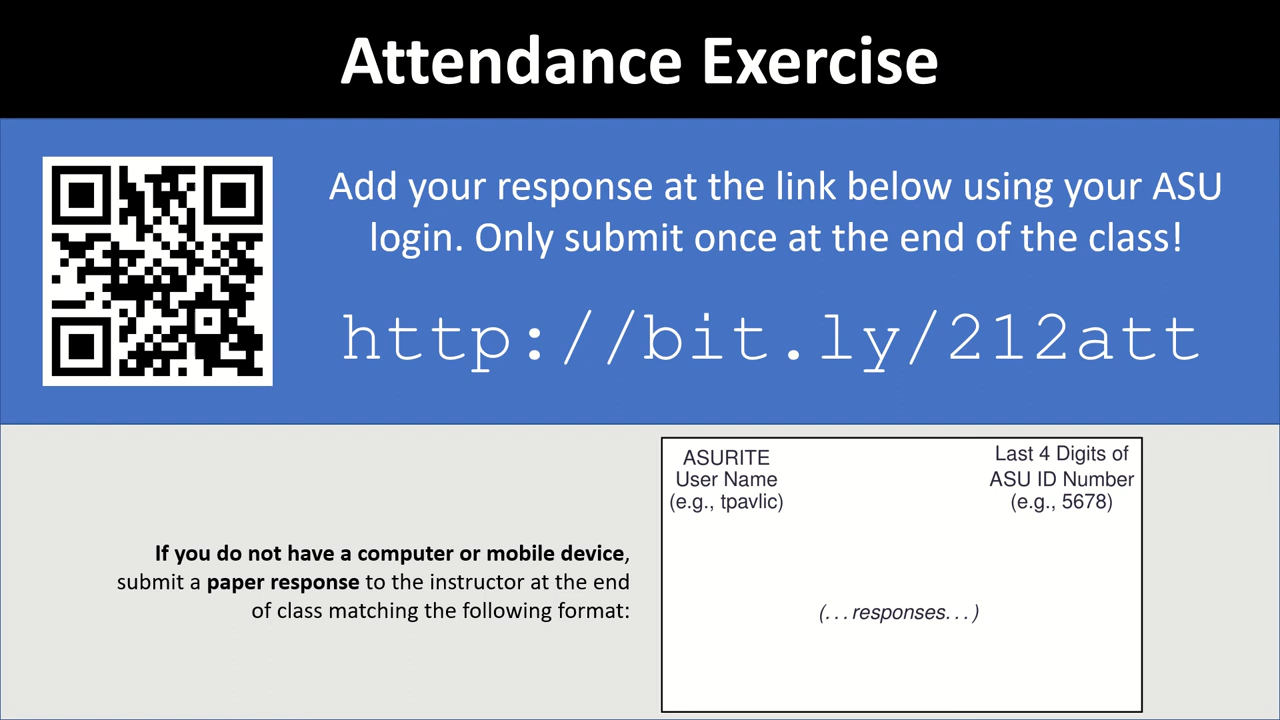 Attendance Exercise
Add your response at the link below using your ASU
login. Only submit once at the end of the class!
http://bit.ly/212att
If you do not have a computer or mobile device,
submit a paper response to the instructor at the end
of class matching the following format:
ASURITE
User Name
(e.g., tpavlic)
Last 4 Digits of
ASU ID Number
(e.g., 5678)
(...responses...)